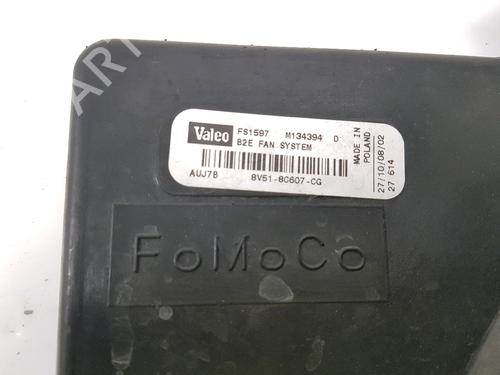 Valeo FS1597 M134394 D
B2E FAN SYSTEM
AUJ7B 8V51-8C607-CG
MADE IN
POLAND
27/10/08/02
27 614
FoMoCo